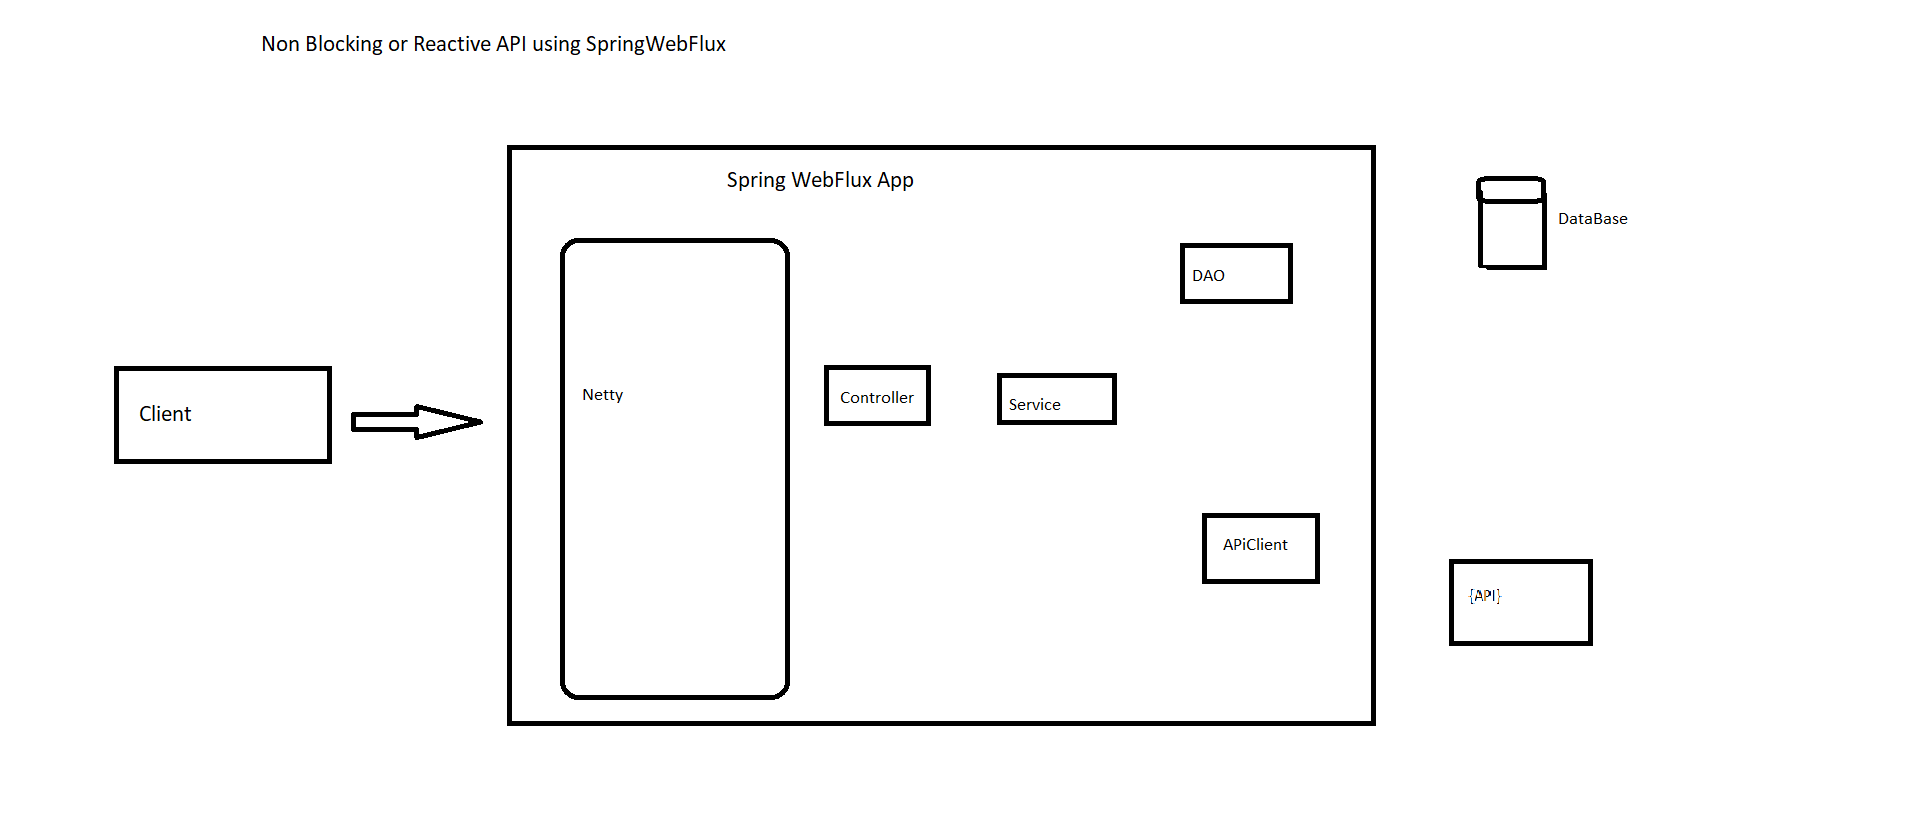 Non Blocking or Reactive API using SpringWebFlux
Spring WebFlux App
DataBase
DAO
Client
Netty
Controller
Service
APiClient
{API}